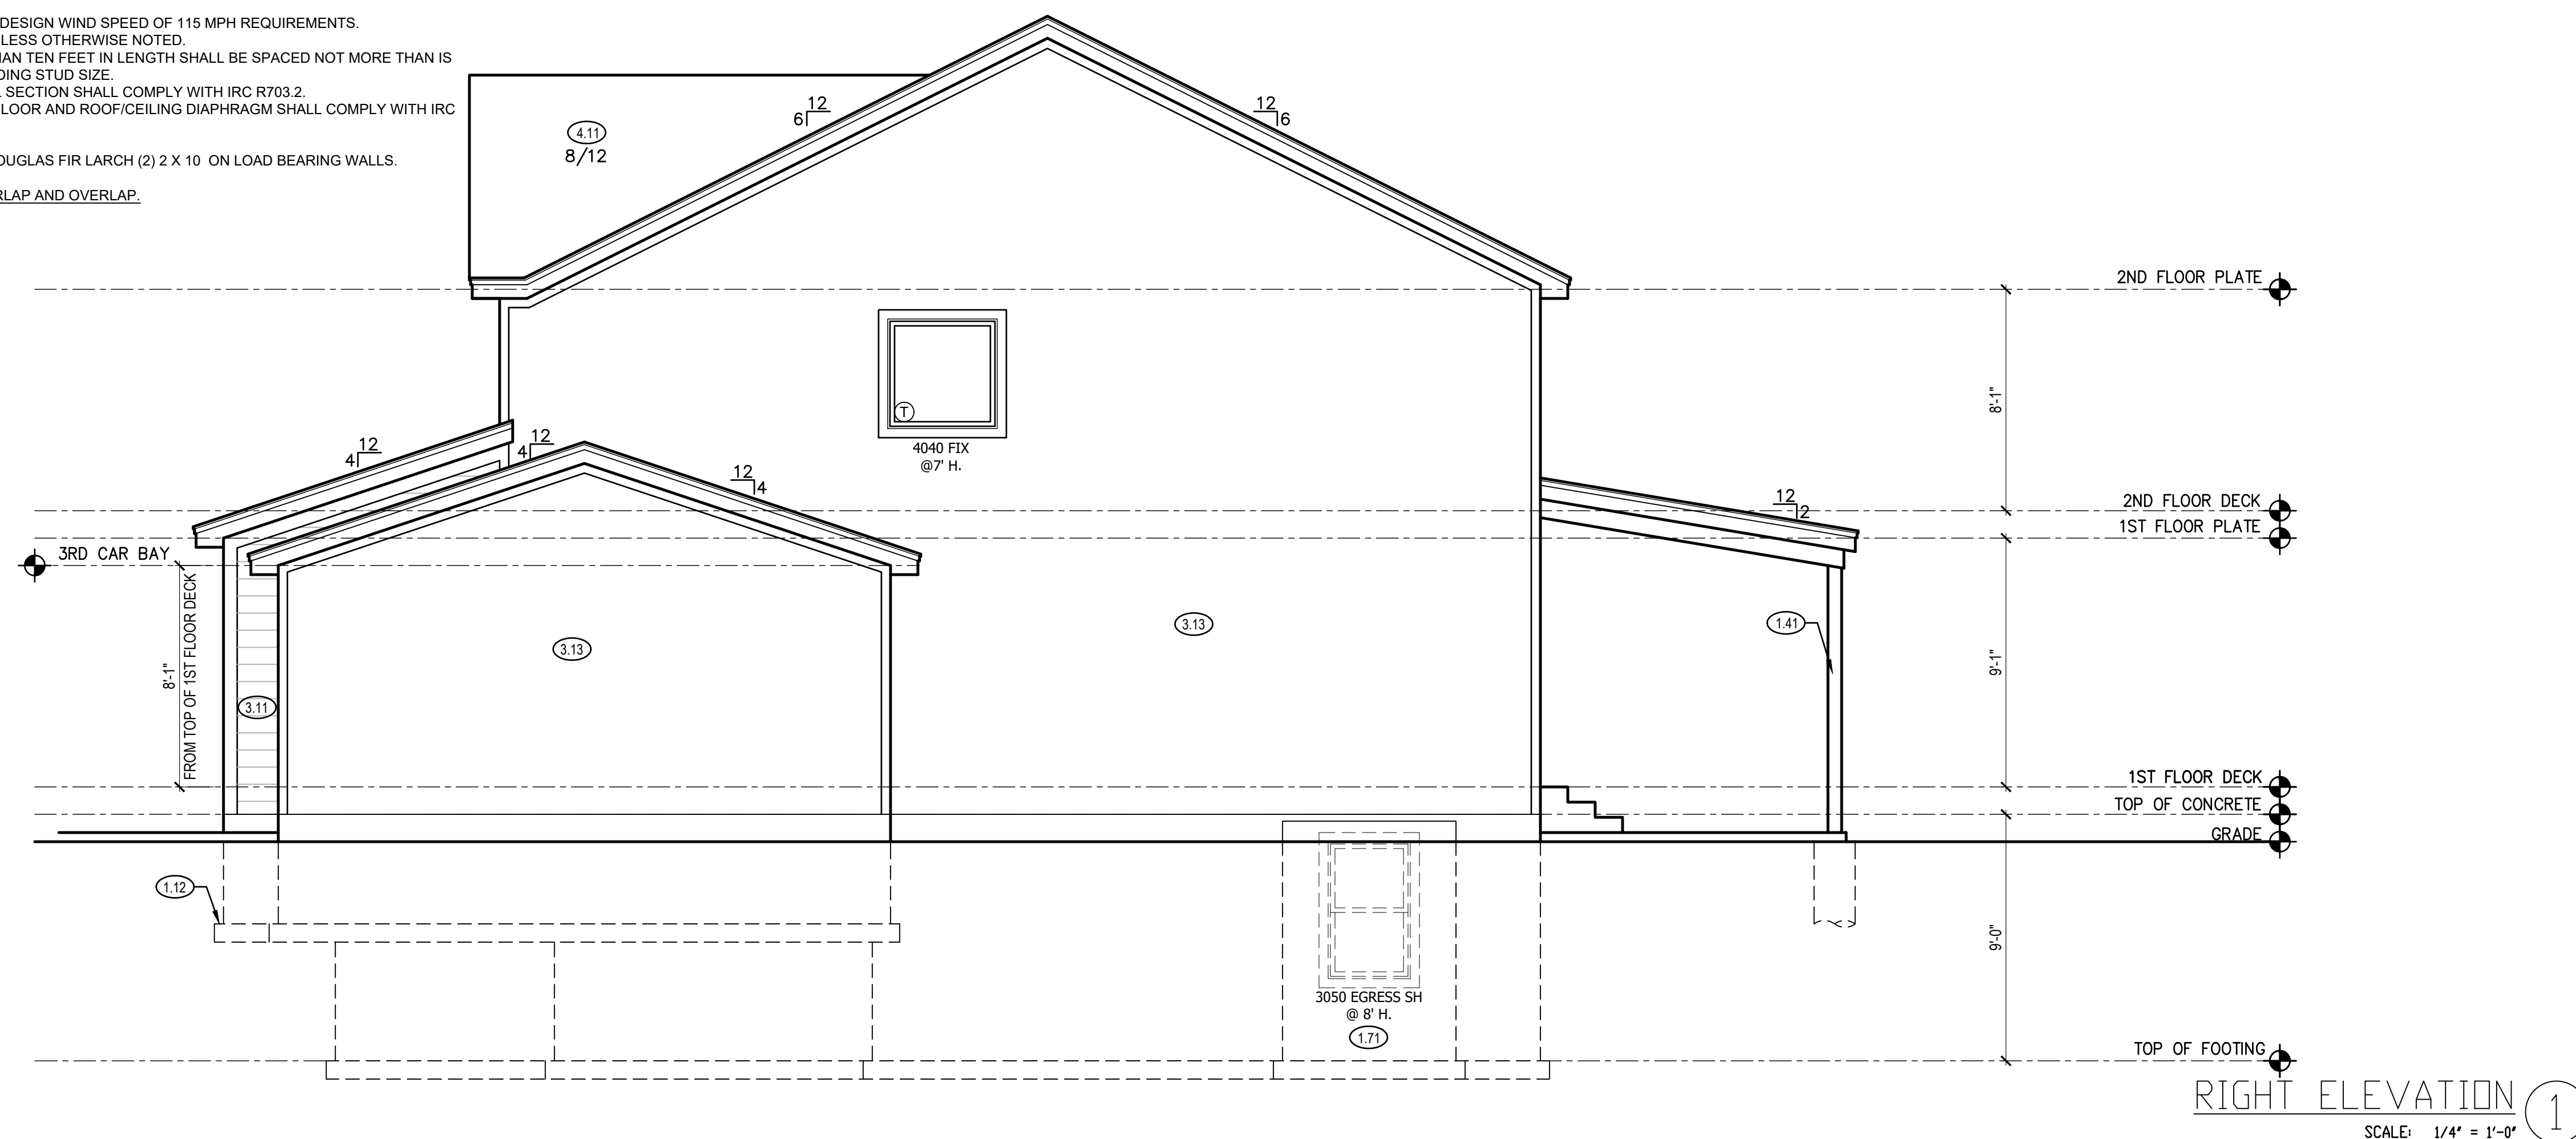 DESIGN WIND SPEED OF 115 MPH REQUIREMENTS.
LESS OTHERWISE NOTED.
HAN TEN FEET IN LENGTH SHALL BE SPACED NOT MORE THAN IS
DING STUD SIZE.
SECTION SHALL COMPLY WITH IRC R703.2.
LOOR AND ROOF/CEILING DIAPHRAGM SHALL COMPLY WITH IRC
OUGLAS FIR LARCH (2) 2 X 10 ON LOAD BEARING WALLS.
RLAP AND OVERLAP.
4.11
8/12
12
6
12
6
2ND FLOOR PLATE
T
4040 FIX
@7' H.
8'-1"
12
4
12
4
12
4
12
2
2ND FLOOR DECK
1ST FLOOR PLATE
3RD CAR BAY
8'-1"
FROM TOP OF 1ST FLOOR DECK
3.11
3.13
3.13
1.41
9'-1"
1ST FLOOR DECK
TOP OF CONCRETE
GRADE
1.12
9'-0"
3050 EGRESS SH
@ 8' H.
1.71
TOP OF FOOTING
RIGHT ELEVATION
1
SCALE: 1/4" = 1'-0"